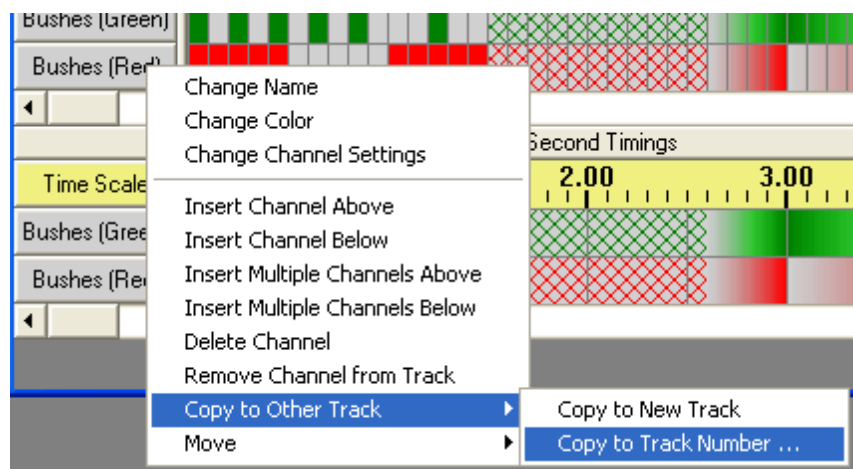 Bushes (Green)
Bushes (Red)
Change Name
Change Color
Change Channel Settings
Second Timings
Time Scale
2.00
3.00
Insert Channel Above
Bushes (Gree
Insert Channel Below
Insert Multiple Channels Above
Bushes (Re
Insert Multiple Channels Below
Delete Channel
Remove Channel from Track
Copy to Other Track
Copy to New Track
Move
Copy to Track Number ...